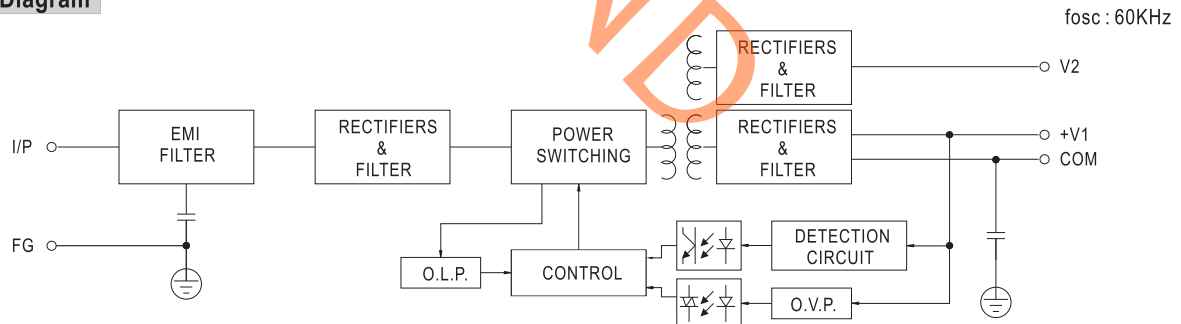 Diagram
fosc : 60KHz
RECTIFIERS
&
FILTER
V2
I/P
EMI
FILTER
RECTIFIERS
&
FILTER
POWER
SWITCHING
RECTIFIERS
&
FILTER
+V1
COM
FG
O.L.P.
CONTROL
DETECTION
CIRCUIT
O.V.P.